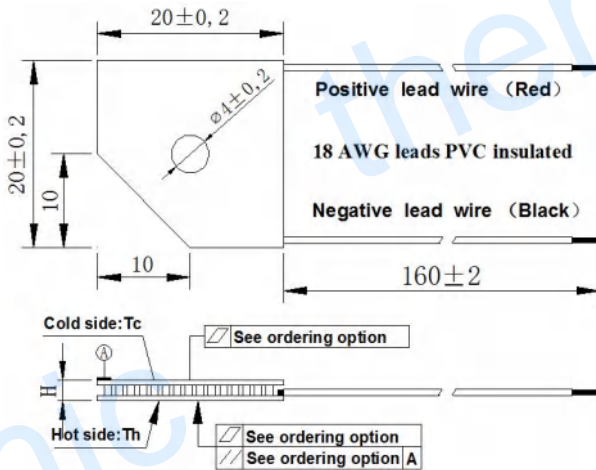 20±0,2
20±0,2
10
10
ø4±0,2
Positive lead wire（Red）
18 AWG leads PVC insulated
Negative lead wire（Black）
160±2
Cold side:Tc
See ordering option
A
H
Hot side:Th
See ordering option
// See ordering option A